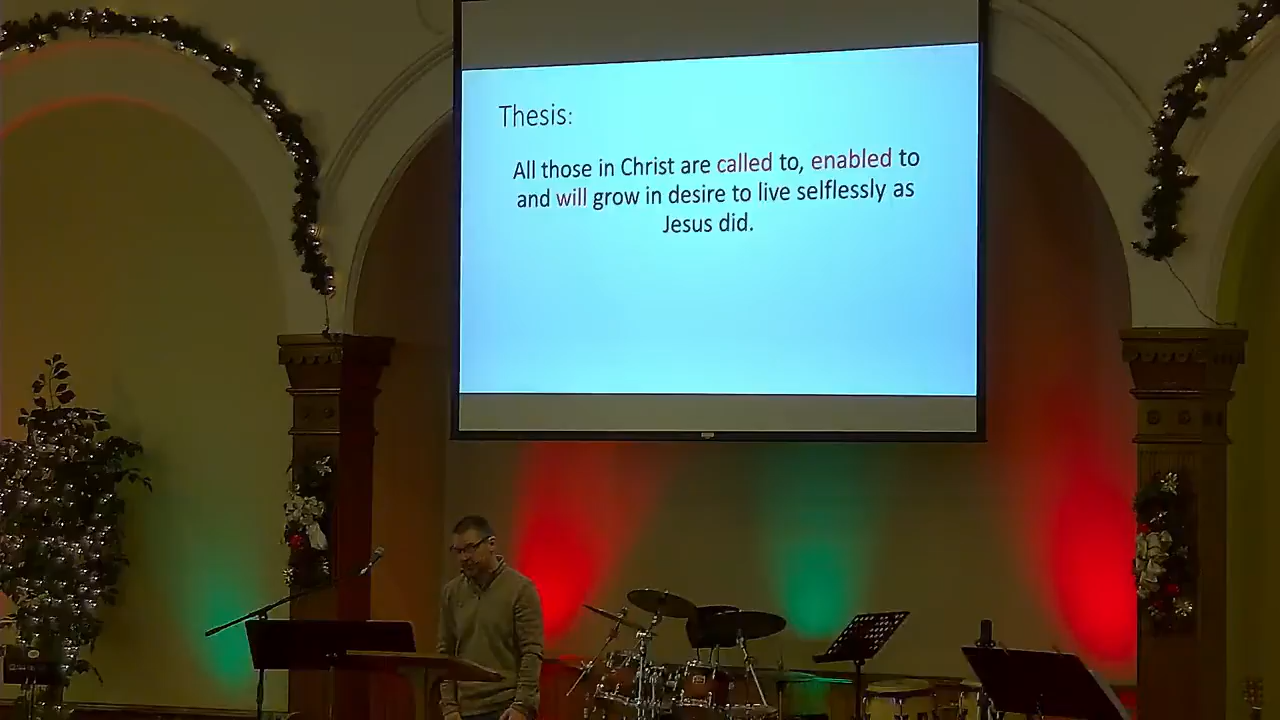 Thesis:
All those in Christ are called to, enabled to
and will grow in desire to live selflessly as
Jesus did.